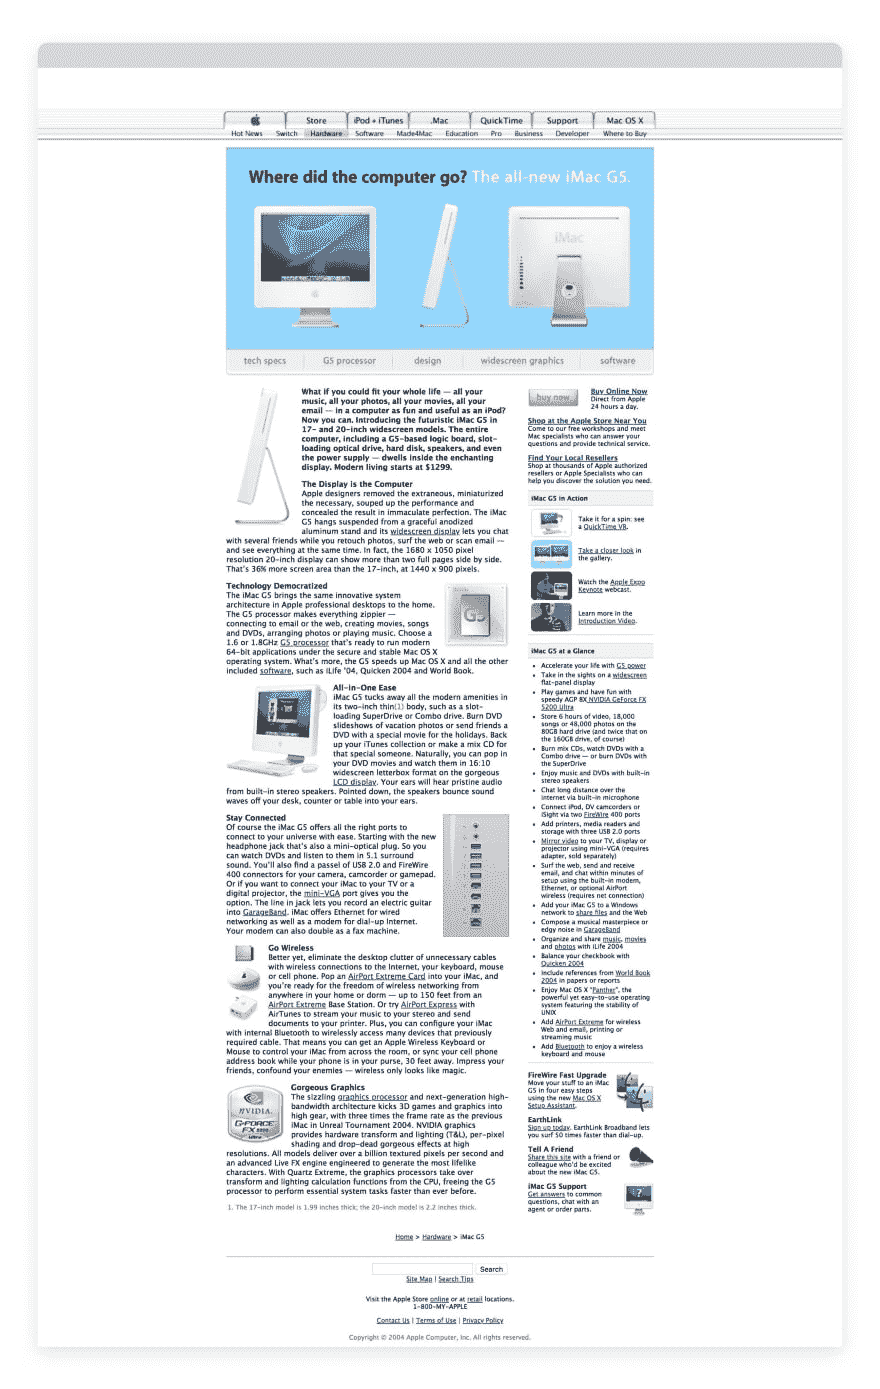 Store iPod + iTunes .Mac QuickTime Support Mac OS X
Hot News Switch Hardware Software Made4Mac Education Pro Business Developer Where to Buy
Where did the computer go? The all-new iMac G5.
iMac
tech specs G5 processor design widescreen graphics software
What if you could fit your whole life — all your
music, all your photos, all your movies, all your
email — in a computer as fun and useful as an iPod?
Now you can. Introducing the futuristic iMac G5 in
17- and 20-inch widescreen models. The entire
computer, including a G5-based logic board, slot-
loading optical drive, hard disk, speakers, and even
the power supply — dwells inside the enchanting
display. Modern living starts at $1299.
The Display is the Computer
Apple designers removed the extraneous, miniaturized
the necessary, souped up the performance and
concealed the result in immaculate perfection. The iMac
G5 hangs suspended from a graceful anodized
aluminum stand and its widescreen display lets you chat
with several friends while you retouch photos, surf the web or scan email —
and see everything at the same time. In fact, the 1680 x 1050 pixel
resolution 20-inch display can show more than two full pages side by side.
That's 36% more screen area than the 17-inch, at 1440 x 900 pixels.
Technology Democratized
The iMac G5 brings the same innovative system
architecture in Apple professional desktops to the home.
The G5 processor makes everything zippier —
connecting to email or the web, creating movies, songs
and DVDs, arranging photos or playing music. Choose a
1.6 or 1.8GHz G5 processor that's ready to run modern
64-bit applications under the secure and stable Mac OS X
operating system. What's more, the G5 speeds up Mac OS X and all the other
included software, such as iLife '04, Quicken 2004 and World Book.
G5
All-in-One Ease
iMac G5 tucks away all the modern amenities in
its two-inch thin(1) body, such as a slot-
loading SuperDrive or Combo drive. Burn DVD
slideshows of vacation photos or send friends a
DVD with a special movie for the holidays. Back
up your iTunes collection or make a mix CD for
that special someone. Naturally, you can pop in
your DVD movies and watch them in 16:10
widescreen letterbox format on the gorgeous
LCD display. Your ears will hear pristine audio
from built-in stereo speakers. Pointed down, the speakers bounce sound
waves off your desk, counter or table into your ears.
Stay Connected
Of course the iMac G5 offers all the right ports to
connect to your universe with ease. Starting with the new
headphone jack that's also a mini-optical plug. So you
can watch DVDs and listen to them in 5.1 surround
sound. You'll also find a passel of USB 2.0 and FireWire
400 connectors for your camera, camcorder or gamepad.
Or if you want to connect your iMac to your TV or a
digital projector, the mini-VGA port gives you the
option. The line in jack lets you record an electric guitar
into GarageBand. iMac offers Ethernet for wired
networking as well as a modem for dial-up Internet.
Your modem can also double as a fax machine.
Go Wireless
Better yet, eliminate the desktop clutter of unnecessary cables
with wireless connections to the Internet, your keyboard, mouse
or cell phone. Pop an AirPort Extreme Card into your iMac, and
you're ready for the freedom of wireless networking from
anywhere in your home or dorm — up to 150 feet from an
AirPort Extreme Base Station. Or try AirPort Express with
AirTunes to stream your music to your stereo and send
documents to your printer. Plus, you can configure your iMac
with internal Bluetooth to wirelessly access many devices that previously
required cable. That means you can get an Apple Wireless Keyboard or
Mouse to control your iMac from across the room, or sync your cell phone
address book while your phone is in your purse, 30 feet away. Impress your
friends, confound your enemies — wireless only looks like magic.
nVIDIA.
GeFORCE
FX 5200
Ultra
Gorgeous Graphics
The sizzling graphics processor and next-generation high-
bandwidth architecture kicks 3D games and graphics into
high gear, with three times the frame rate as the previous
iMac in Unreal Tournament 2004. NVIDIA graphics
provides hardware transform and lighting (T&L), per-pixel
shading and drop-dead gorgeous effects at high
resolutions. All models deliver over a billion textured pixels per second and
an advanced Live FX engine engineered to generate the most lifelike
characters. With Quartz Extreme, the graphics processors take over
transform and lighting calculation functions from the CPU, freeing the G5
processor to perform essential system tasks faster than ever before.
1. The 17-inch model is 1.99 inches thick; the 20-inch model is 2.2 inches thick.
buy now
Buy Online Now
Direct from Apple
24 hours a day.
Shop at the Apple Store Near You
Come to our free workshops and meet
Mac specialists who can answer your
questions and provide technical service.
Find Your Local Resellers
Shop at thousands of Apple authorized
resellers or Apple Specialists who can
help you discover the solution you need.
iMac G5 in Action
Take it for a spin: see
a QuickTime VR.
Take a closer look in
the gallery.
Watch the Apple Expo
Keynote webcast.
Learn more in the
Introduction Video.
iMac G5 at a Glance
• Accelerate your life with G5 power
• Take in the sights on a widescreen
flat-panel display
• Play games and have fun with
speedy AGP 8X NVIDIA GeForce FX
5200 Ultra
• Store 6 hours of video, 18,000
songs or 48,000 photos on the
80GB hard drive (and twice that on
the 160GB drive, of course)
• Burn mix CDs, watch DVDs with a
Combo drive — or burn DVDs with
the SuperDrive
• Enjoy music and DVDs with built-in
stereo speakers
• Chat long distance over the
internet via built-in microphone
• Connect iPod, DV camcorders or
iSight via two FireWire 400 ports
• Add printers, media readers and
storage with three USB 2.0 ports
• Mirror video to your TV, display or
projector using mini-VGA (requires
adapter, sold separately)
• Surf the web, send and receive
email, and chat within minutes of
setup using the built-in modem,
Ethernet, or optional AirPort
wireless (requires net connection)
• Add your iMac G5 to a Windows
network to share files and the Web
• Compose a musical masterpiece or
edgy noise in GarageBand
• Organize and share music, movies
and photos with iLife 2004
• Balance your checkbook with
Quicken 2004
• Include references from World Book
2004 in papers or reports
• Enjoy Mac OS X "Panther", the
powerful yet easy-to-use operating
system featuring the stability of
UNIX
• Add AirPort Extreme for wireless
Web and email, printing or
streaming music
• Add Bluetooth to enjoy a wireless
keyboard and mouse
FireWire Fast Upgrade
Move your stuff to an iMac
G5 in four easy steps
using the new Mac OS X
Setup Assistant.
EarthLink
Sign up today. EarthLink Broadband lets
you surf 50 times faster than dial-up.
Tell A Friend
Share this site with a friend or
colleague who'd be excited
about the new iMac G5.
iMac G5 Support
Get answers to common
questions, chat with an
agent or order parts.
?
Home > Hardware > iMac G5
Search
Site Map | Search Tips
Visit the Apple Store online or at retail locations.
1-800-MY-APPLE
Contact Us | Terms of Use | Privacy Policy
Copyright © 2004 Apple Computer, Inc. All rights reserved.